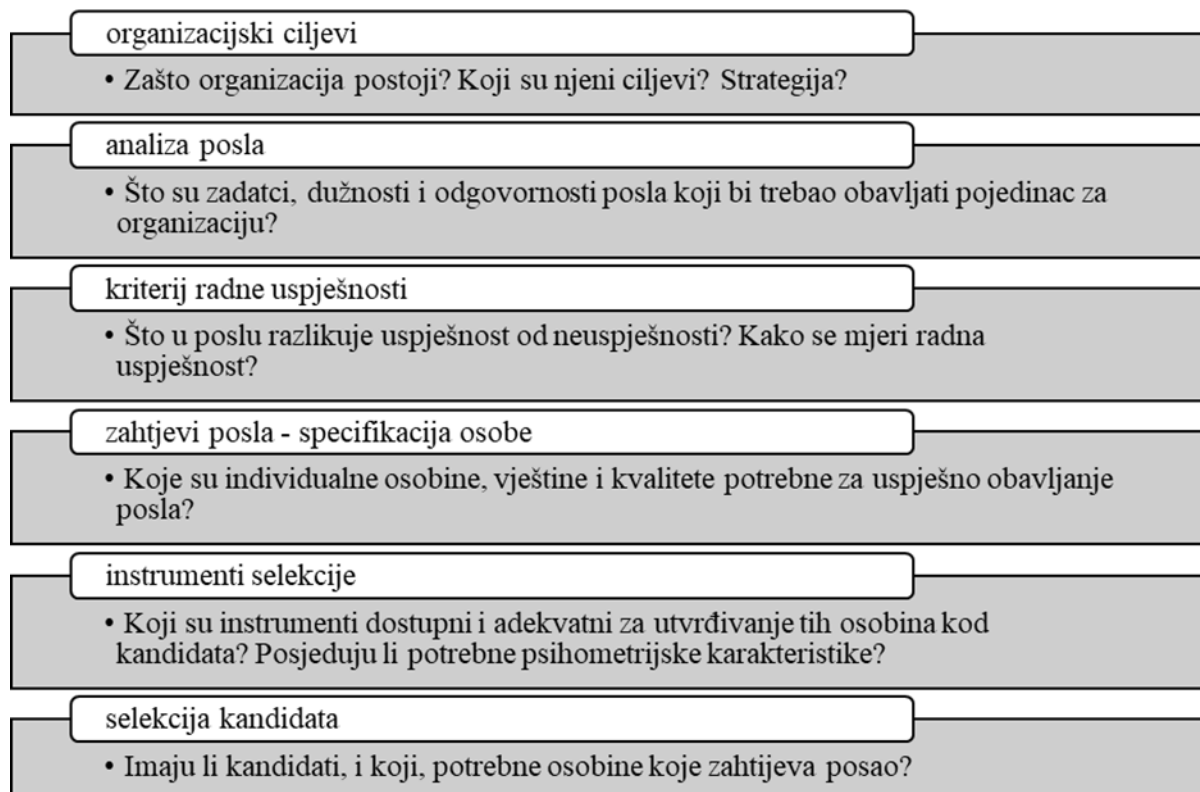 organizacijski ciljevi
• Zašto organizacija postoji? Koji su njeni ciljevi? Strategija?
analiza posla
• Što su zadatci, dužnosti i odgovornosti posla koji bi trebao obavljati pojedinac za
organizaciju?
kriterij radne uspješnosti
• Što u poslu razlikuje uspješnost od neuspješnosti? Kako se mjeri radna
uspješnost?
zahtjevi posla - specifikacija osobe
• Koje su individualne osobine, vještine i kvalitete potrebne za uspješno obavljanje
posla?
instrumenti selekcije
• Koji su instrumenti dostupni i adekvatni za utvrđivanje tih osobina kod
kandidata? Posjeduju li potrebne psihometrijske karakteristike?
selekcija kandidata
• Imaju li kandidati, i koji, potrebne osobine koje zahtijeva posao?